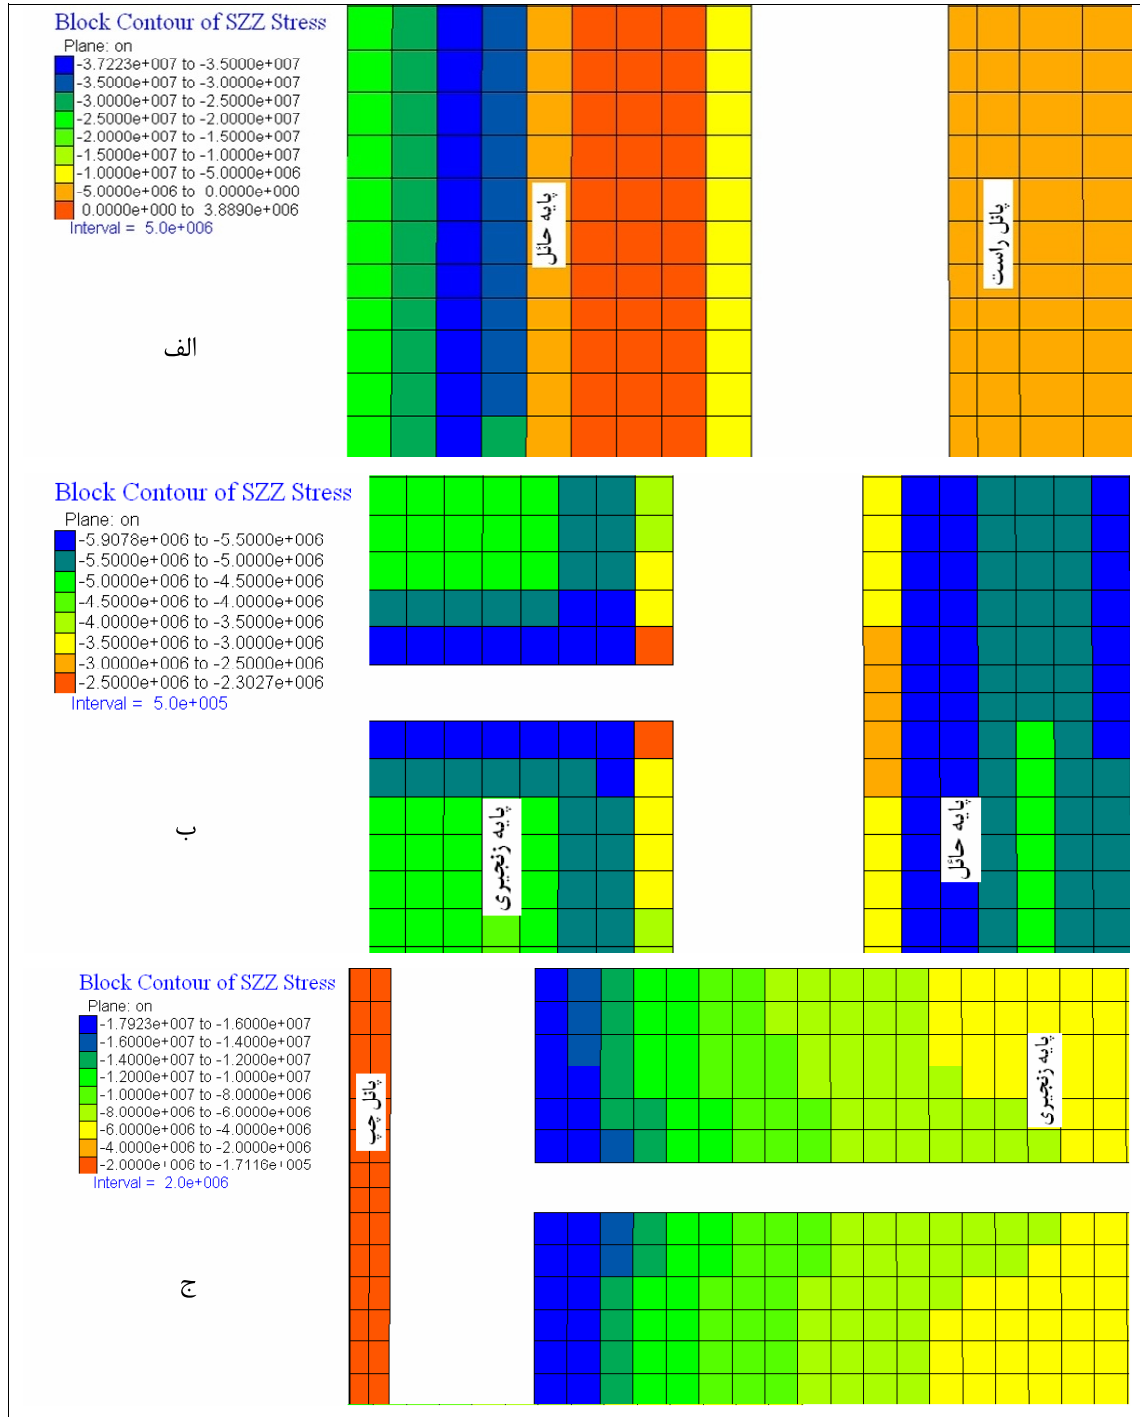 Block Contour of SZZ Stress
Plane: on
-3.7223e+007 to -3.5000e+007
-3.5000e+007 to -3.0000e+007
-3.0000e+007 to -2.5000e+007
-2.5000e+007 to -2.0000e+007
-2.0000e+007 to -1.5000e+007
-1.5000e+007 to -1.0000e+007
-1.0000e+007 to -5.0000e+006
-5.0000e+006 to 0.0000e+000
0.0000e+000 to 3.8890e+006
Interval = 5.0e+006
پایه حائل
پانل راست
الف
Block Contour of SZZ Stress
Plane: on
-5.9078e+006 to -5.5000e+006
-5.5000e+006 to -5.0000e+006
-5.0000e+006 to -4.5000e+006
-4.5000e+006 to -4.0000e+006
-4.0000e+006 to -3.5000e+006
-3.5000e+006 to -3.0000e+006
-3.0000e+006 to -2.5000e+006
-2.5000e+006 to -2.3027e+006
Interval = 5.0e+005
پایه زنجیری
پایه حائل
ب
Block Contour of SZZ Stress
Plane: on
-1.7923e+007 to -1.6000e+007
-1.6000e+007 to -1.4000e+007
-1.4000e+007 to -1.2000e+007
-1.2000e+007 to -1.0000e+007
-1.0000e+007 to -8.0000e+006
-8.0000e+006 to -6.0000e+006
-6.0000e+006 to -4.0000e+006
-4.0000e+006 to -2.0000e+006
-2.0000e+006 to -1.7116e+005
Interval = 2.0e+006
پانل چپ
پایه زنجیری
ج